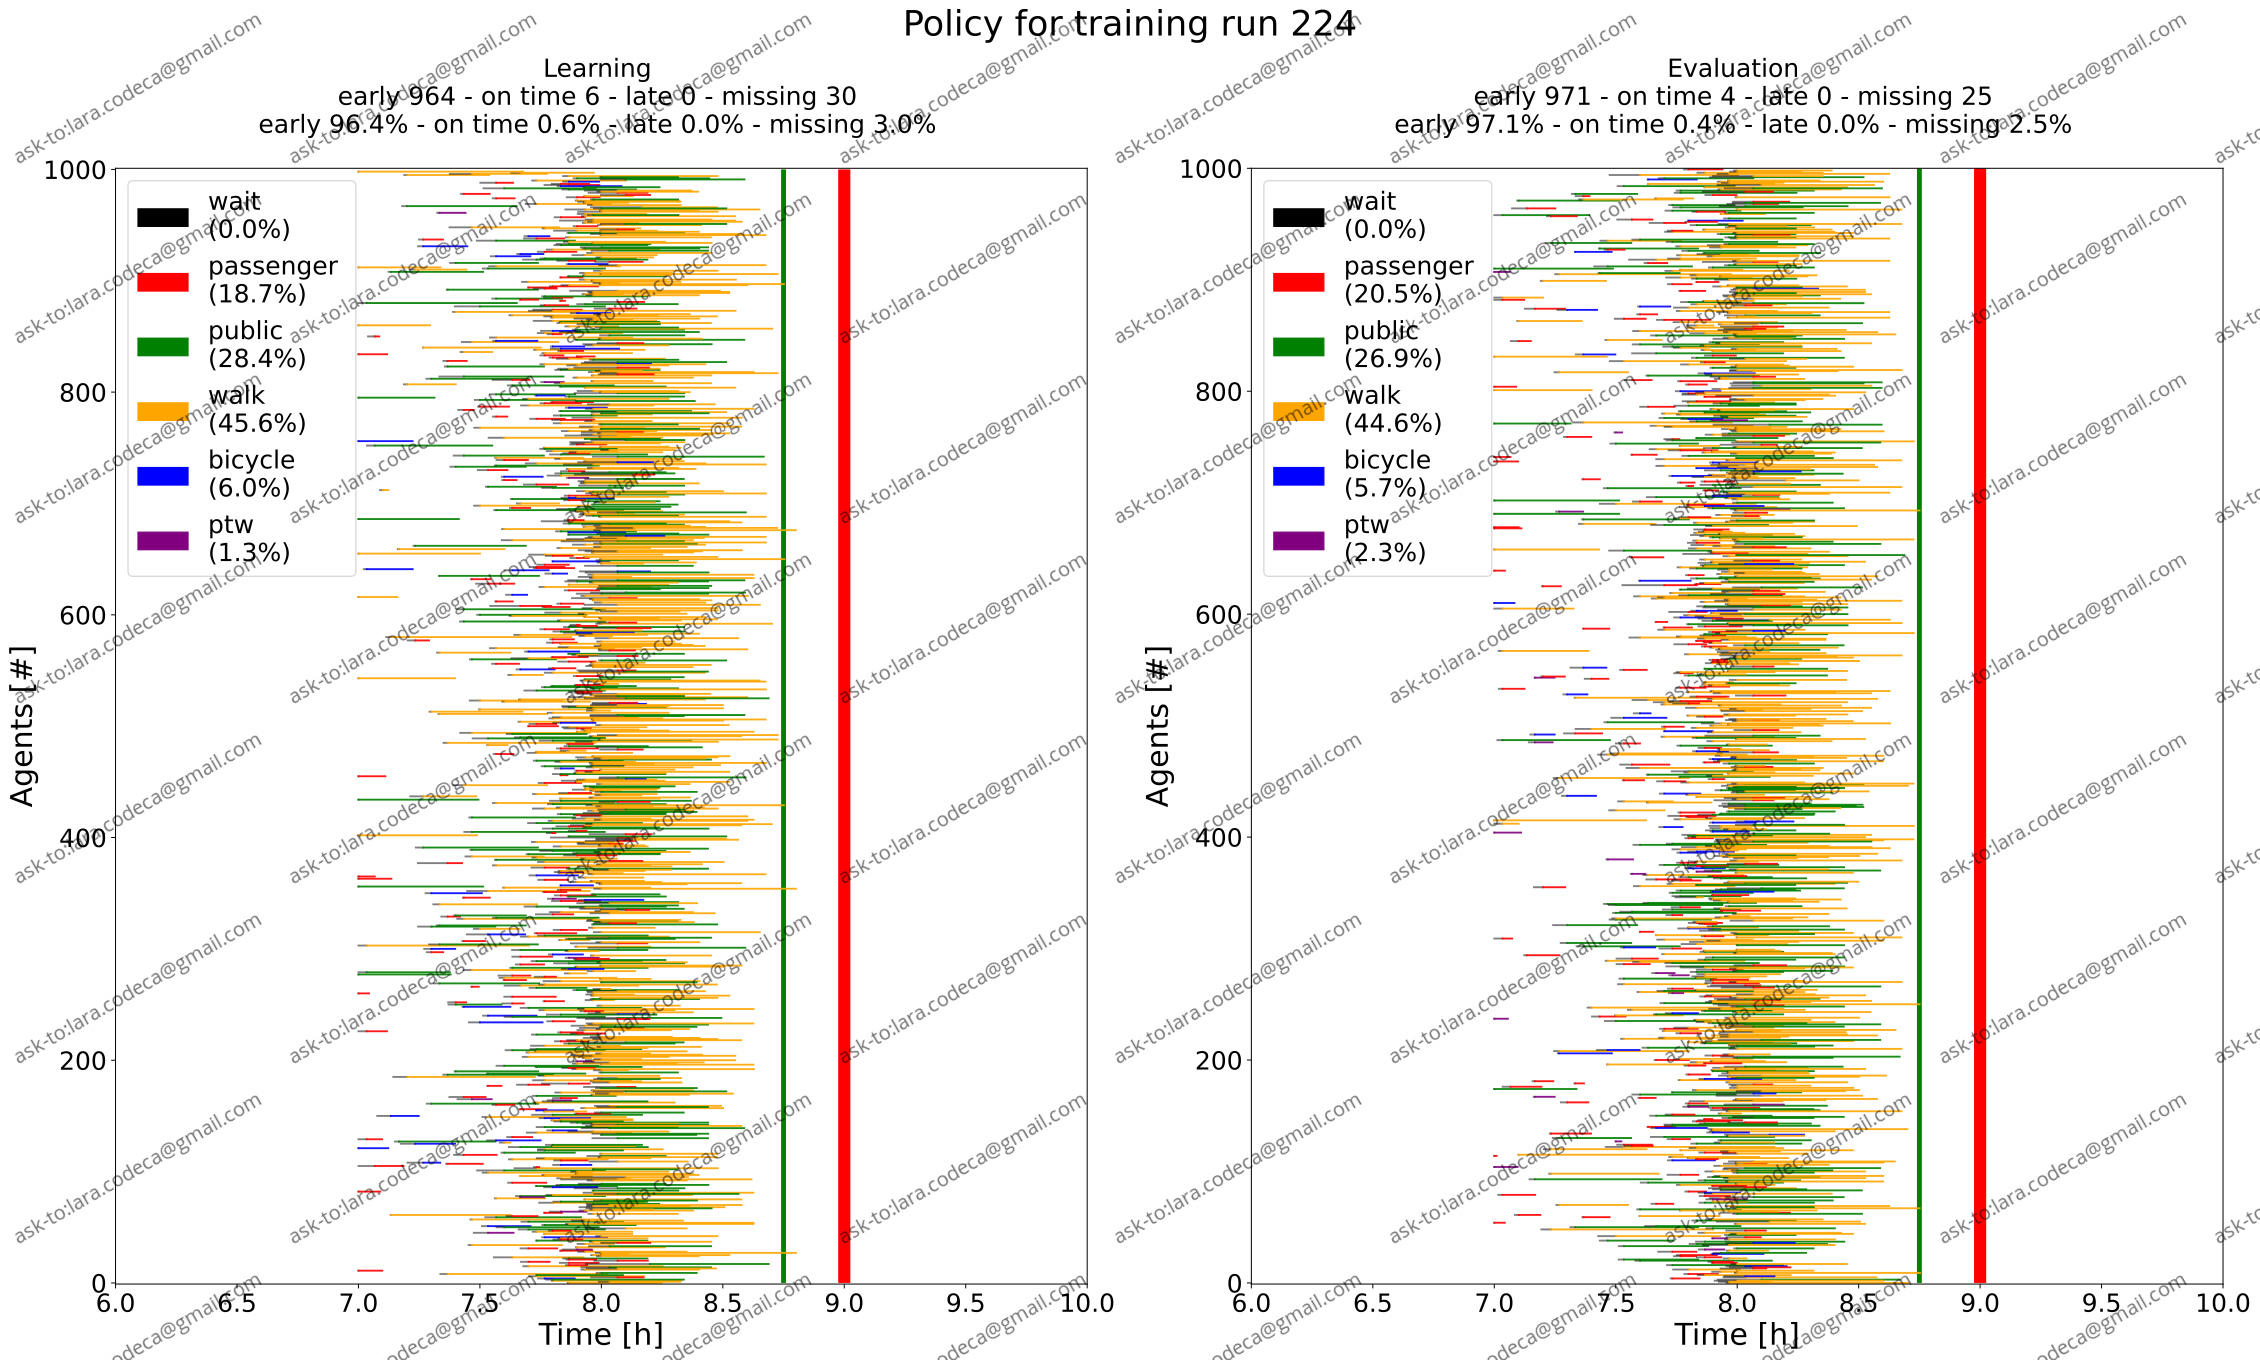 Policy for training run 224
Learning
early 964 - on time 6 - late 0 - missing 30
early 96.4% - on time 0.6% - late 0.0% - missing 3.0%
Evaluation
early 971 - on time 4 - late 0 - missing 25
early 97.1% - on time 0.4% - late 0.0% - missing 2.5%
1000
800
600
400
200
0
Agents [#]
wait
(0.0%)
passenger
(18.7%)
public
(28.4%)
walk
(45.6%)
bicycle
(6.0%)
ptw
(1.3%)
6.0 6.5 7.0 7.5 8.0 8.5 9.0 9.5 10.0
Time [h]
1000
800
600
400
200
0
Agents [#]
wait
(0.0%)
passenger
(20.5%)
public
(26.9%)
walk
(44.6%)
bicycle
(5.7%)
ptw
(2.3%)
6.0 6.5 7.0 7.5 8.0 8.5 9.0 9.5 10.0
Time [h]
ask-to:lara.codeca@gmail.com